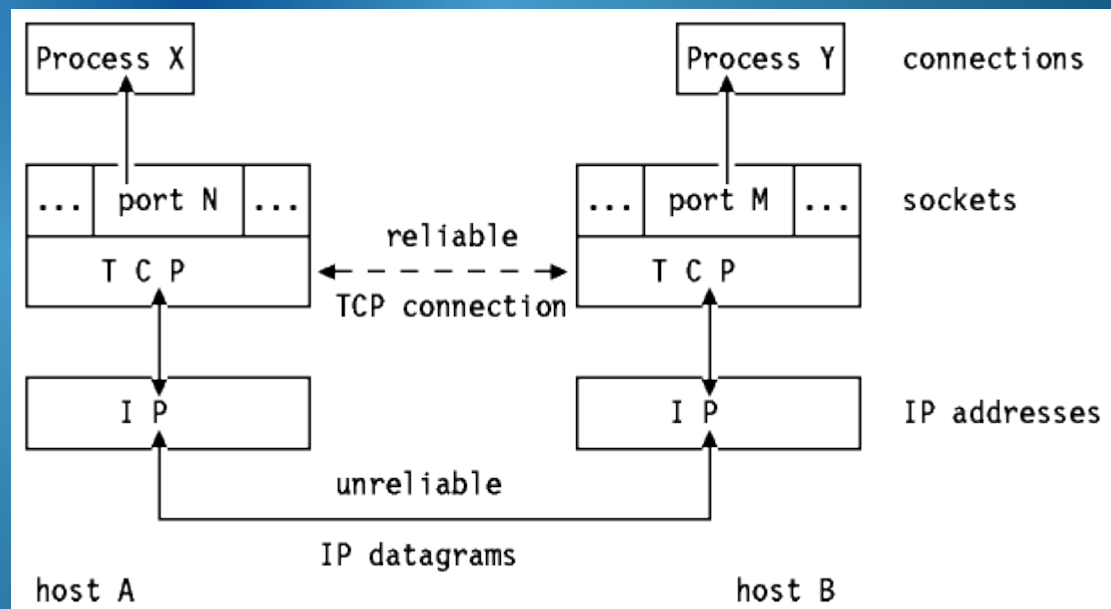 Process X
Process Y
connections
... port N ...
... port M ...
sockets
reliable
T C P
T C P
TCP connection
I P
I P
IP addresses
unreliable
IP datagrams
host A
host B